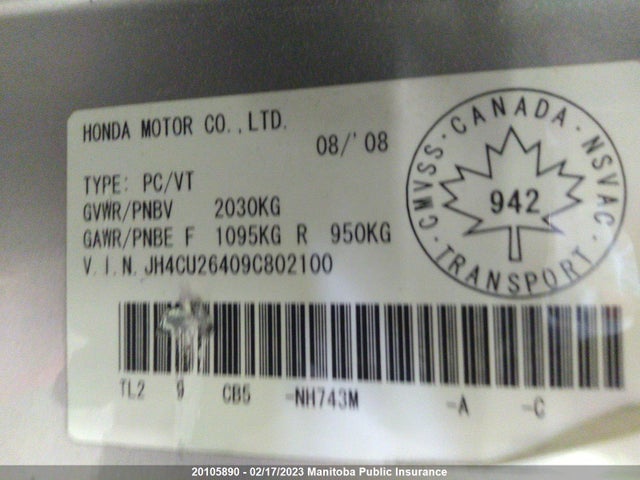 HONDA MOTOR CO.,LTD.
08/'08
TYPE: PC/VT
GVWR/PNBV 2030KG
GAWR/PNBE F 1095KG R 950KG
V.I.N. JH4CU26409C802100
CANADA · NSVAC · TRANSPORT · CMVSS ·
942
TL2 9 CB5 -NH743M -A -C
20105890 - 02/17/2023 Manitoba Public Insurance